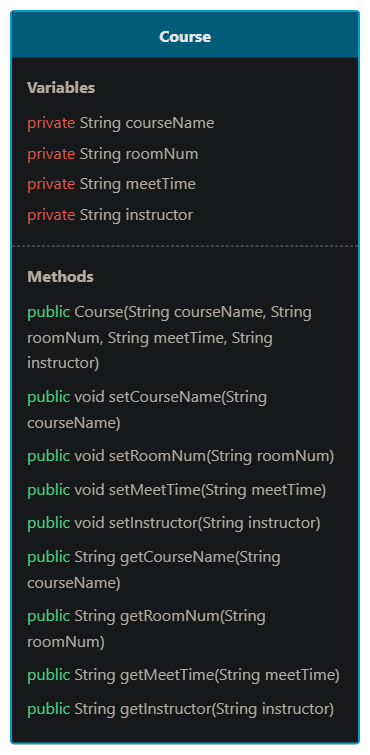 Course
Variables
private String courseName
private String roomNum
private String meetTime
private String instructor
Methods
public Course(String courseName, String
roomNum, String meetTime, String
instructor)
public void setCourseName(String
courseName)
public void setRoomNum(String roomNum)
public void setMeetTime(String meetTime)
public void setInstructor(String instructor)
public String getCourseName(String
courseName)
public String getRoomNum(String
roomNum)
public String getMeetTime(String meetTime)
public String getInstructor(String instructor)